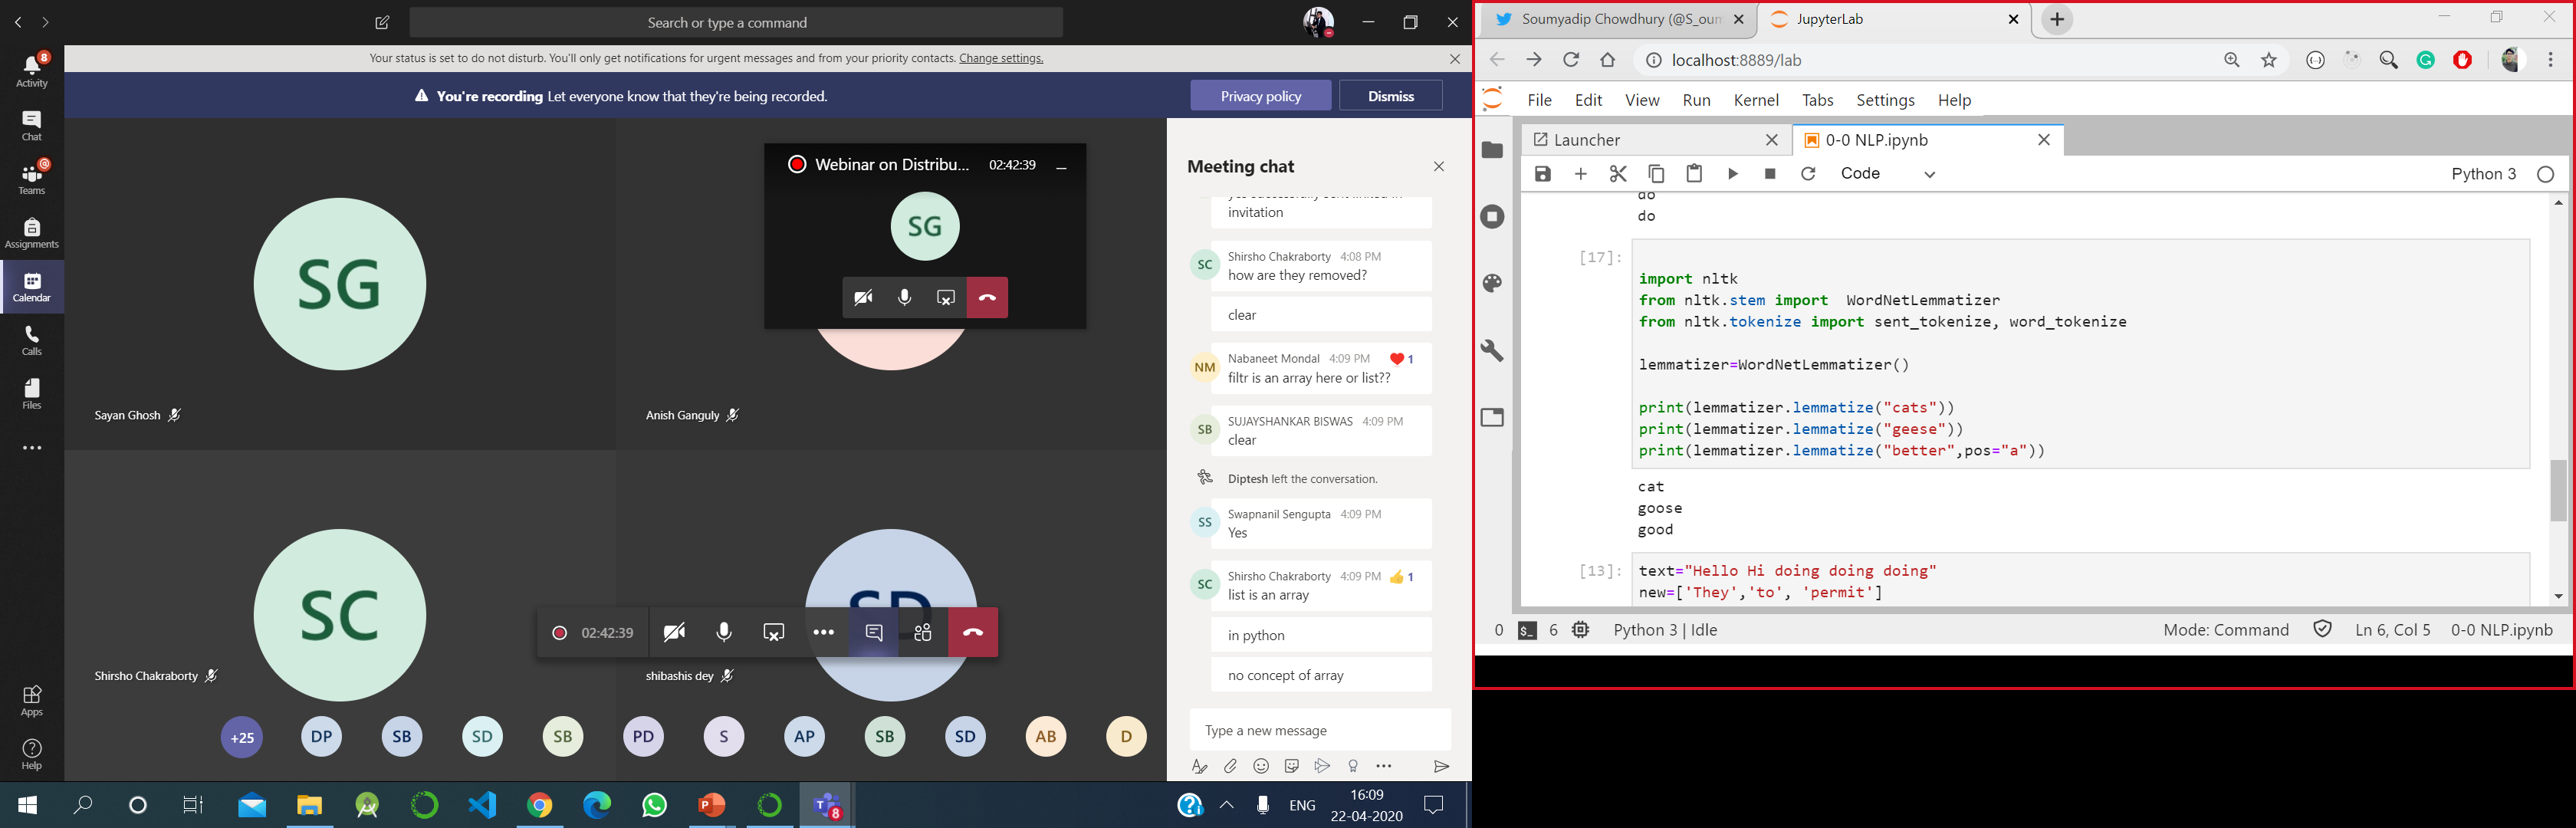 Search or type a command
Your status is set to do not disturb. You'll only get notifications for urgent messages and from your priority contacts. Change settings.
You're recording Let everyone know that they're being recorded.
Privacy policy
Dismiss
8
Activity
Chat
Teams
Assignments
Calendar
Calls
Files
Apps
Help
SG
Sayan Ghosh
Anish Ganguly
Webinar on Distribu...
02:42:39
SG
SC
Shirsho Chakraborty
SD
shibashis dey
02:42:39
+25
DP
SB
SD
SB
PD
S
AP
SB
SD
AB
D
Meeting chat
yes successfully sent linked in
invitation
SC
Shirsho Chakraborty 4:08 PM
how are they removed?
clear
NM
Nabaneet Mondal 4:09 PM
1
filtr is an array here or list??
SB
SUJAYSHANKAR BISWAS 4:09 PM
clear
Diptesh left the conversation.
SS
Swapnanil Sengupta 4:09 PM
Yes
SC
Shirsho Chakraborty 4:09 PM
1
list is an array
in python
no concept of array
Type a new message
8
ENG
16:09
22-04-2020
Soumyadip Chowdhury (@S_oum
JupyterLab
localhost:8889/lab
File Edit View Run Kernel Tabs Settings Help
Launcher
0-0 NLP.ipynb
Code
Python 3
do
do
[17]:
import nltk
from nltk.stem import  WordNetLemmatizer
from nltk.tokenize import sent_tokenize, word_tokenize
lemmatizer=WordNetLemmatizer()
print(lemmatizer.lemmatize("cats"))
print(lemmatizer.lemmatize("geese"))
print(lemmatizer.lemmatize("better",pos="a"))
cat
goose
good
[13]:
text="Hello Hi doing doing doing"
new=['They','to', 'permit']
0
6
Python 3 | Idle
Mode: Command
Ln 6, Col 5
0-0 NLP.ipynb